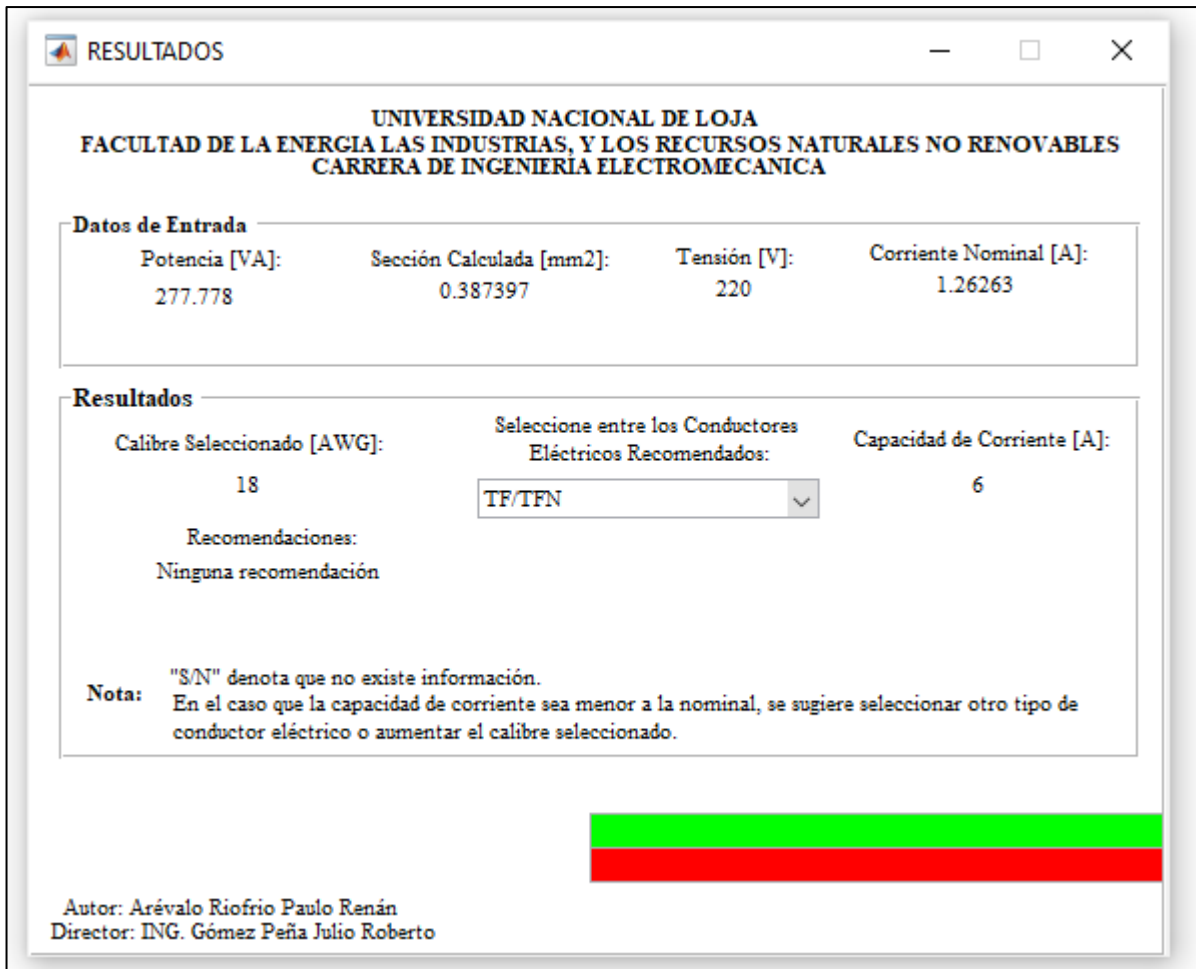 RESULTADOS
UNIVERSIDAD NACIONAL DE LOJA
FACULTAD DE LA ENERGIA LAS INDUSTRIAS, Y LOS RECURSOS NATURALES NO RENOVABLES
CARRERA DE INGENIERIA ELECTROMECANICA
Datos de Entrada
Potencia [VA]: Sección Calculada [mm2]: Tensión [V]: Corriente Nominal [A]:
277.778 0.387397 220 1.26263
Resultados
Calibre Seleccionado [AWG]:
18
Seleccione entre los Conductores
Eléctricos Recomendados:
TF/TFN
Capacidad de Corriente [A]:
6
Recomendaciones:
Ninguna recomendación
Nota:
"S/N" denota que no existe información.
En el caso que la capacidad de corriente sea menor a la nominal, se sugiere seleccionar otro tipo de
conductor eléctrico o aumentar el calibre seleccionado.
Autor: Arévalo Riofrio Paulo Renán
Director: ING. Gómez Peña Julio Roberto